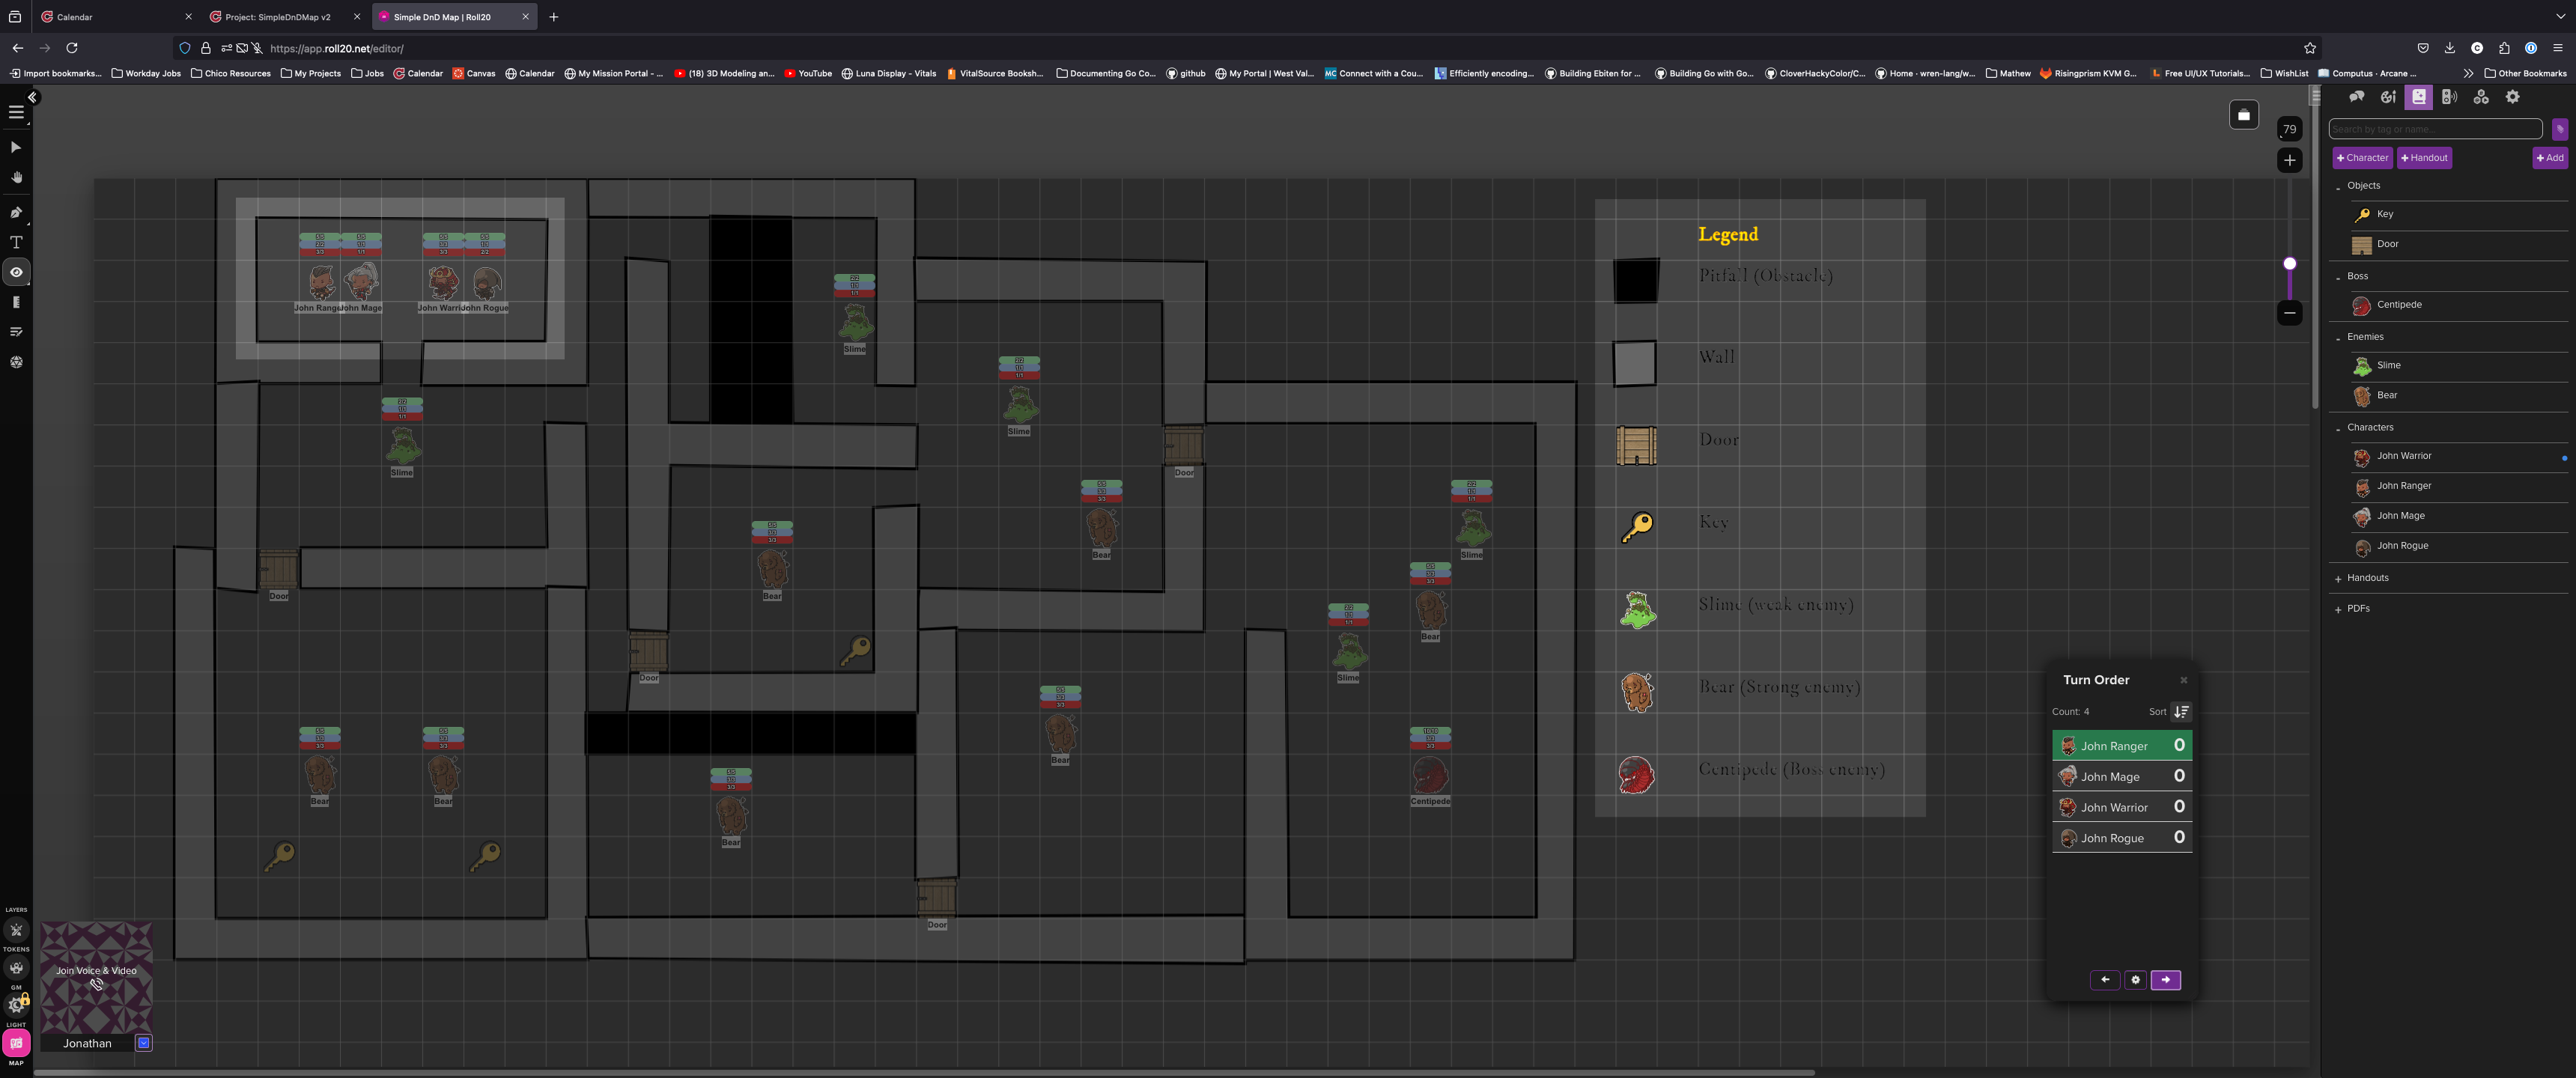 Calendar
Project: SimpleDnDMap v2
Simple DnD Map | Roll20
https://app.roll20.net/editor/
Import bookmarks...
Workday Jobs
Chico Resources
My Projects
Jobs
Calendar
Canvas
Calendar
My Mission Portal - ...
(18) 3D Modeling an...
YouTube
Luna Display - Vitals
VitalSource Booksh...
Documenting Go Co...
github
My Portal | West Val...
MC Connect with a Cou...
Efficiently encoding...
Building Ebiten for ...
Building Go with Go...
CloverHackyColor/C...
Home · wren-lang/w...
Mathew
Risingprism KVM G...
Free UI/UX Tutorials...
WishList
Computus - Arcane ...
Other Bookmarks
79
Search by tag or name...
+ Character
+ Handout
+ Add
Objects
Key
Door
Boss
Centipede
Enemies
Slime
Bear
Characters
John Warrior
John Ranger
John Mage
John Rogue
Handouts
PDFs
Legend
Pitfall (Obstacle)
Wall
Door
Key
Slime (weak enemy)
Bear (Strong enemy)
Centipede (Boss enemy)
John Mage
John Rogue
Slime
Slime
Slime
Door
Bear
Slime
Door
Bear
Bear
Slime
Door
Bear
Bear
Bear
Centipede
Bear
Door
Turn Order
Count: 4
Sort
John Ranger 0
John Mage 0
John Warrior 0
John Rogue 0
LAYERS
TOKENS
GM
LIGHT
MAP
Join Voice & Video
Jonathan